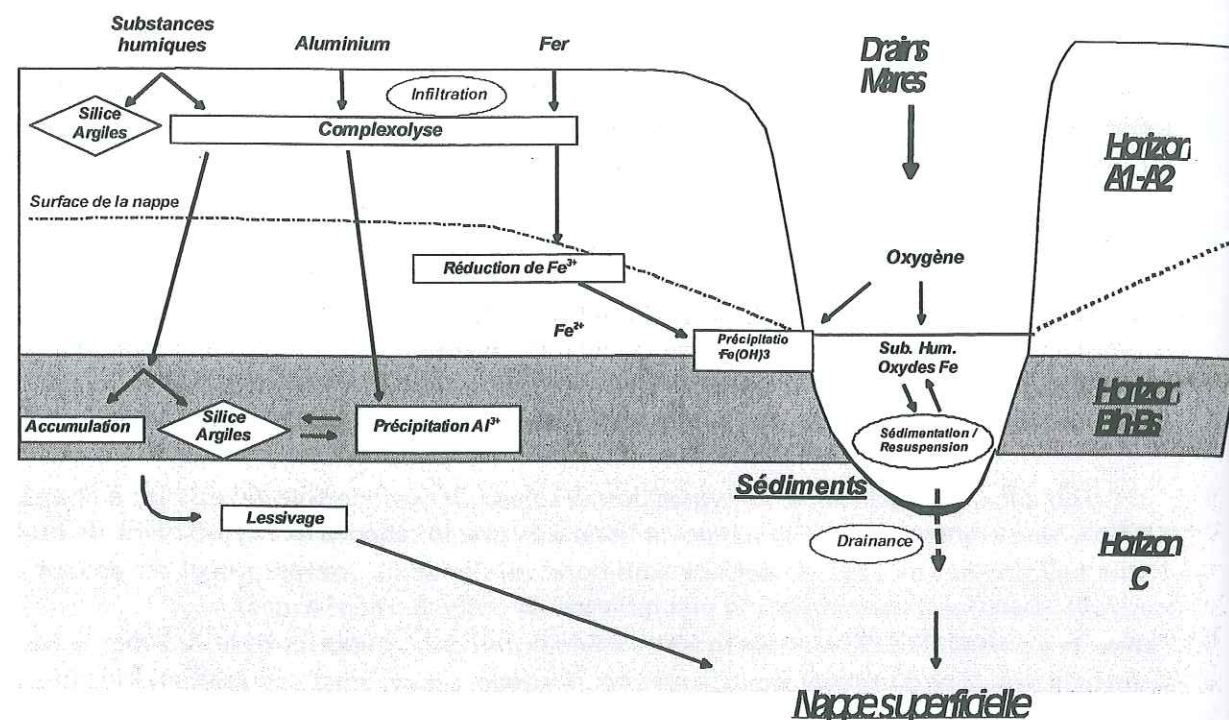 Substances
humiques
Aluminium
Fer
Drains
Mares
Infiltration
Silice
Argiles
Complexolyse
Horizon
A1-A2
Surface de la nappe
Oxygène
Réduction de Fe³⁺
Fe²⁺
Précipitatio
Fe(OH)3
Sub. Hum.
Oxydes Fe
Horizon
Bh-Bs
Accumulation
Silice
Argiles
Précipitation Al³⁺
Sédimentation /
Resuspension
Sédiments
Lessivage
Drainance
Horizon
C
Nappe superficielle